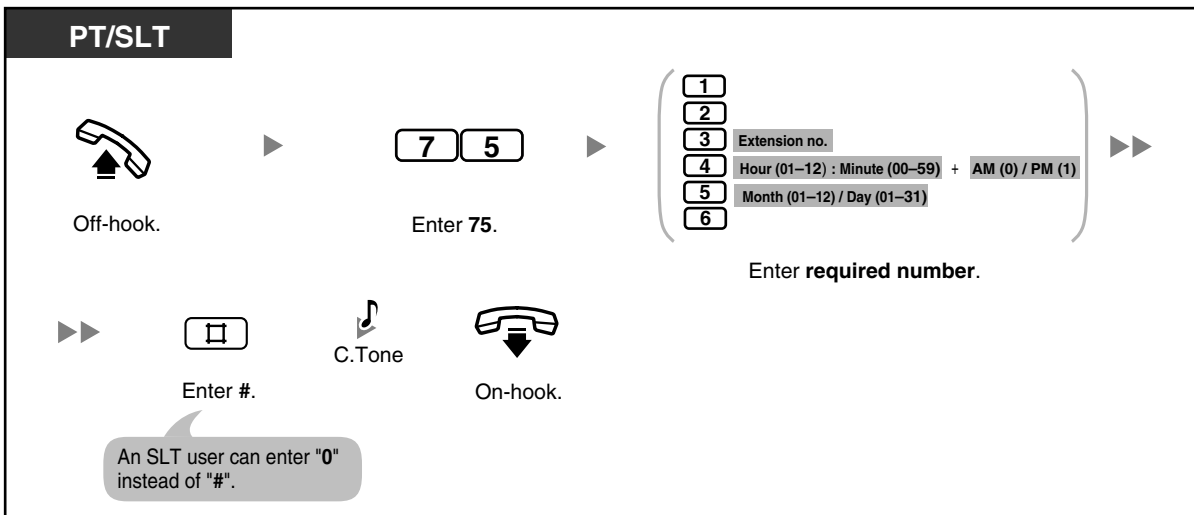 PT/SLT
7 5
1
2
3 Extension no.
4 Hour (01–12) : Minute (00–59) + AM (0) / PM (1)
5 Month (01–12) / Day (01–31)
6
Off-hook.
Enter 75.
Enter required number.
#
C.Tone
Enter #.
On-hook.
An SLT user can enter "0"
instead of "#".